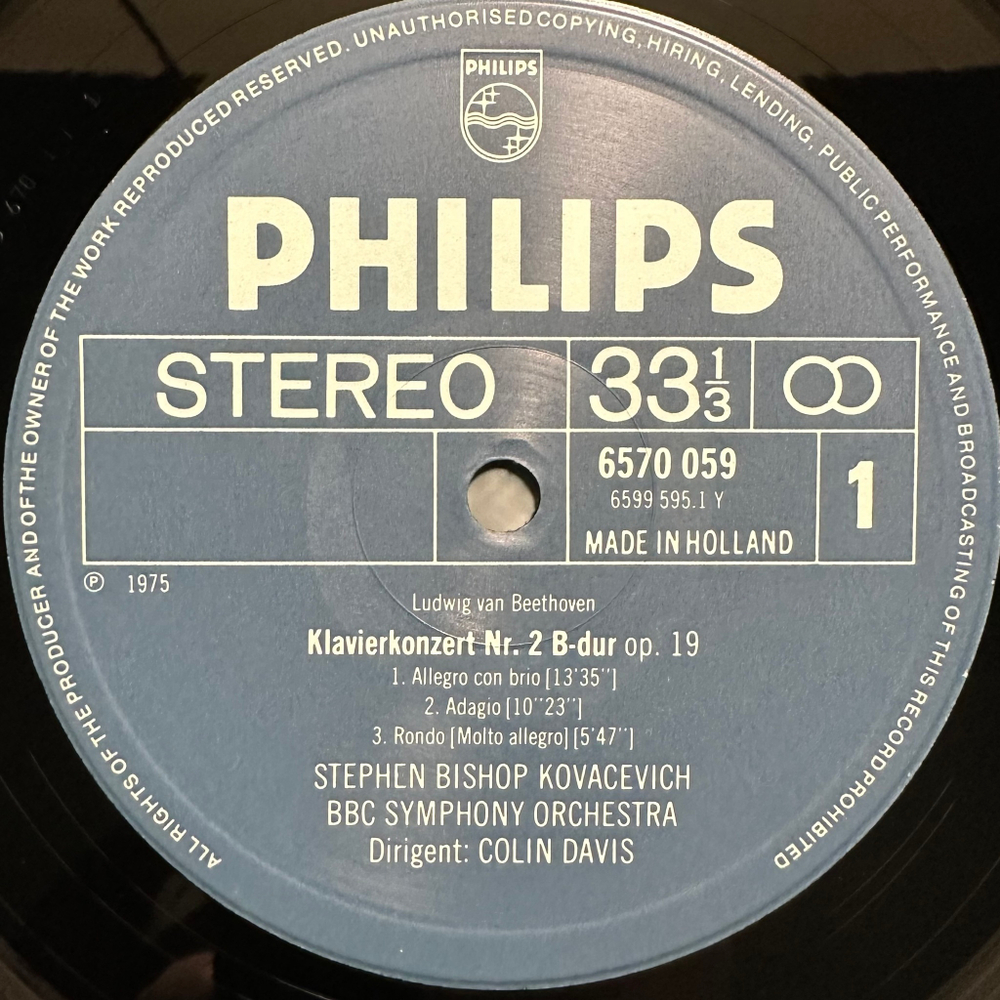 ALL RIGHTS OF THE PRODUCER AND OF THE OWNER OF THE WORK REPRODUCED RESERVED. UNAUTHORISED COPYING, HIRING, LENDING, PUBLIC PERFORMANCE AND BROADCASTING OF THIS RECORD PROHIBITED
PHILIPS
PHILIPS
STEREO 33 1/3
6570 059
6599 595.1 Y
MADE IN HOLLAND
1
℗ 1975
Ludwig van Beethoven
Klavierkonzert Nr. 2 B-dur op. 19
1. Allegro con brio [13'35'']
2. Adagio [10''23'']
3. Rondo [Molto allegro] [5'47'']
STEPHEN BISHOP KOVACEVICH
BBC SYMPHONY ORCHESTRA
Dirigent: COLIN DAVIS